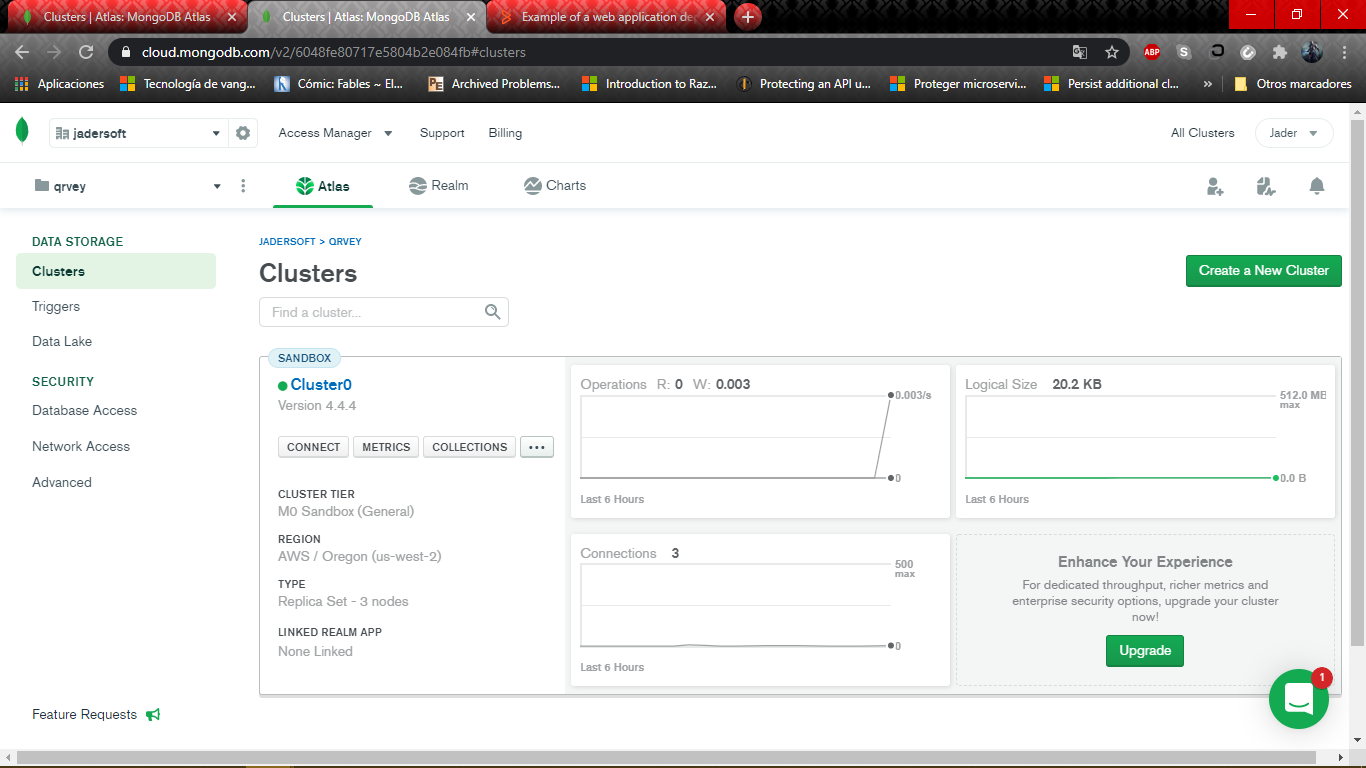 Clusters | Atlas: MongoDB Atlas
Clusters | Atlas: MongoDB Atlas
Example of a web application de
cloud.mongodb.com/v2/6048fe80717e5804b2e084fb#clusters
ABP
Aplicaciones
Tecnología de vang...
Cómic: Fables ~ El...
Archived Problems...
Introduction to Raz...
Protecting an API u...
Proteger microservi...
Persist additional cl...
»
Otros marcadores
jadersoft
Access Manager
Support
Billing
All Clusters
Jader
qrvey
Atlas
Realm
Charts
DATA STORAGE
Clusters
Triggers
Data Lake
SECURITY
Database Access
Network Access
Advanced
Feature Requests
JADERSOFT > QRVEY
Clusters
Create a New Cluster
Find a cluster...
SANDBOX
Cluster0
Version 4.4.4
CONNECT
METRICS
COLLECTIONS
...
CLUSTER TIER
M0 Sandbox (General)
REGION
AWS / Oregon (us-west-2)
TYPE
Replica Set - 3 nodes
LINKED REALM APP
None Linked
Operations R: 0 W: 0.003
0.003/s
0
Last 6 Hours
Logical Size 20.2 KB
512.0 MB
max
0.0 B
Last 6 Hours
Connections 3
500
max
0
Last 6 Hours
Enhance Your Experience
For dedicated throughput, richer metrics and
enterprise security options, upgrade your cluster
now!
Upgrade
1